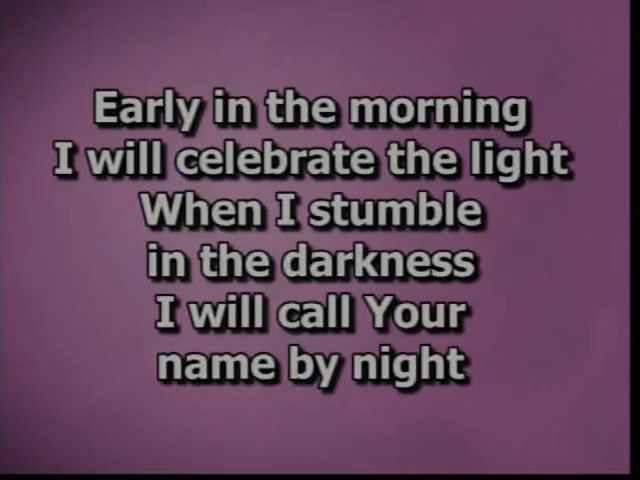 Early in the morning
I will celebrate the light
When I stumble
in the darkness
I will call Your
name by night